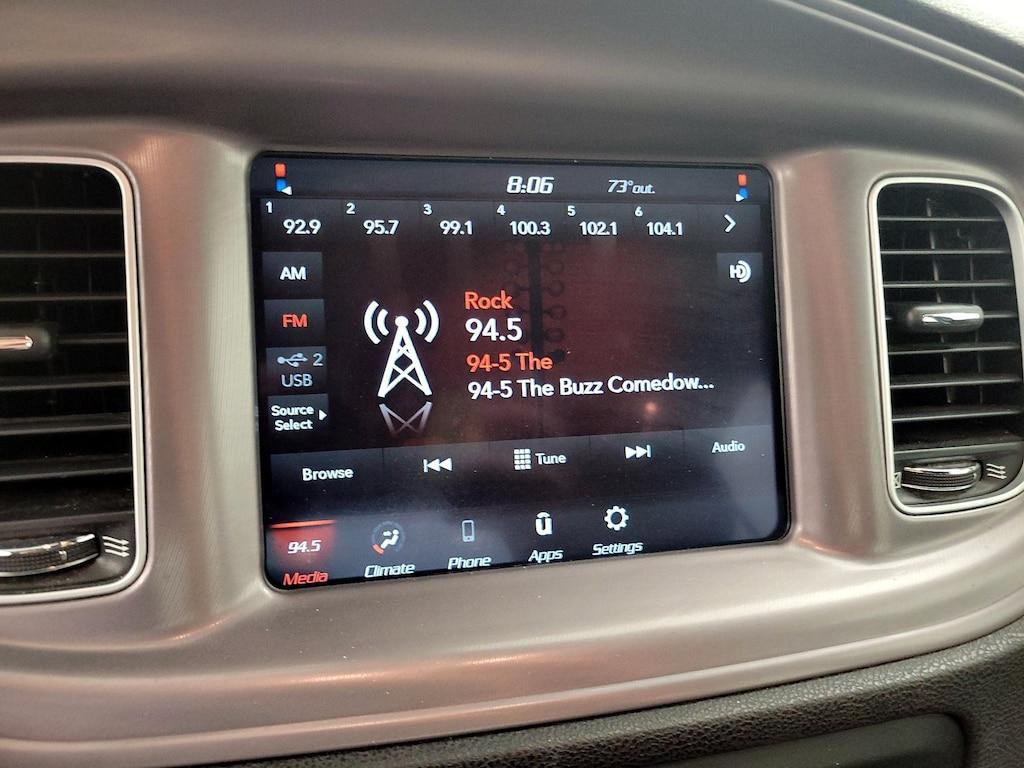 8:06 73°out.
1 2 3 4 5 6
92.9 95.7 99.1 100.3 102.1 104.1
AM
HD
FM
Rock
94.5
2
USB
94-5 The
94-5 The Buzz Comedow...
Source
Select
Browse Tune Audio
94.5
Media Climate Phone Apps Settings